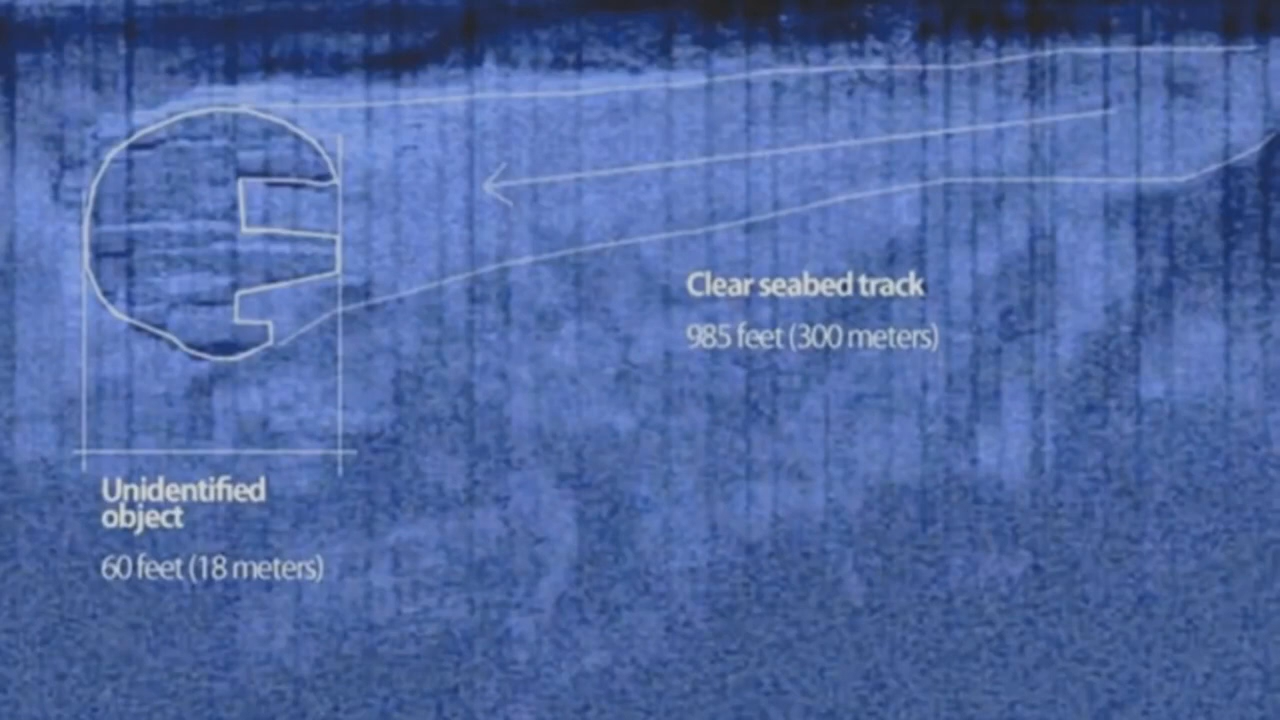 Clear seabed track
985 feet (300 meters)
Unidentified
object
60 feet (18 meters)